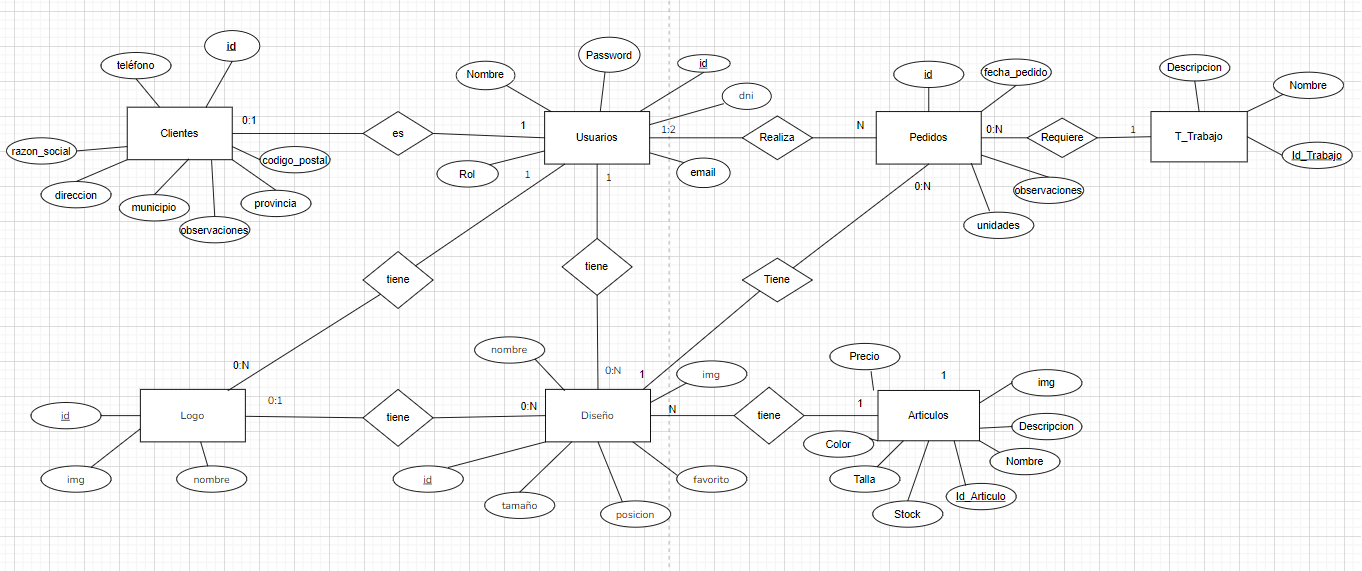 id
teléfono
Clientes
razon_social
direccion
municipio
observaciones
provincia
codigo_postal
0:1
es
1
Nombre
Password
id
dni
Usuarios
Rol
email
1
1
1:2
Realiza
N
id
fecha_pedido
Pedidos
0:N
observaciones
unidades
0:N
Requiere
1
Descripcion
Nombre
T_Trabajo
Id_Trabajo
tiene
tiene
Tiene
0:N
Logo
id
img
nombre
0:1
tiene
0:N
nombre
0:N
1
img
Diseño
id
tamaño
posicion
favorito
N
tiene
1
Precio
1
img
Articulos
Descripcion
Color
Nombre
Talla
Id_Articulo
Stock